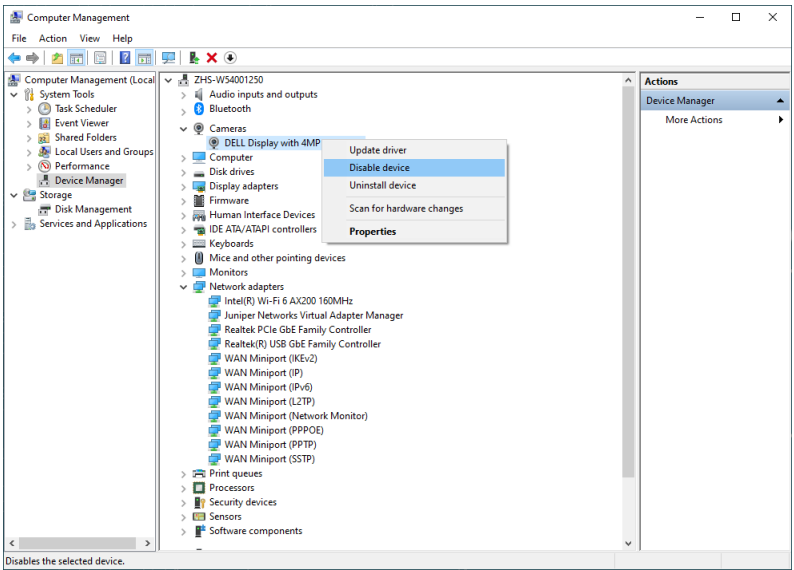 Computer Management
File Action View Help
Computer Management (Local
System Tools
Task Scheduler
Event Viewer
Shared Folders
Local Users and Groups
Performance
Device Manager
Storage
Disk Management
Services and Applications
ZHS-W54001250
Audio inputs and outputs
Bluetooth
Cameras
DELL Display with 4MP
Computer
Disk drives
Display adapters
Firmware
Human Interface Devices
IDE ATA/ATAPI controllers
Keyboards
Mice and other pointing devices
Monitors
Network adapters
Intel(R) Wi-Fi 6 AX200 160MHz
Juniper Networks Virtual Adapter Manager
Realtek PCIe GbE Family Controller
Realtek(R) USB GbE Family Controller
WAN Miniport (IKEv2)
WAN Miniport (IP)
WAN Miniport (IPv6)
WAN Miniport (L2TP)
WAN Miniport (Network Monitor)
WAN Miniport (PPPOE)
WAN Miniport (PPTP)
WAN Miniport (SSTP)
Print queues
Processors
Security devices
Sensors
Software components
Update driver
Disable device
Uninstall device
Scan for hardware changes
Properties
Actions
Device Manager
More Actions
Disables the selected device.